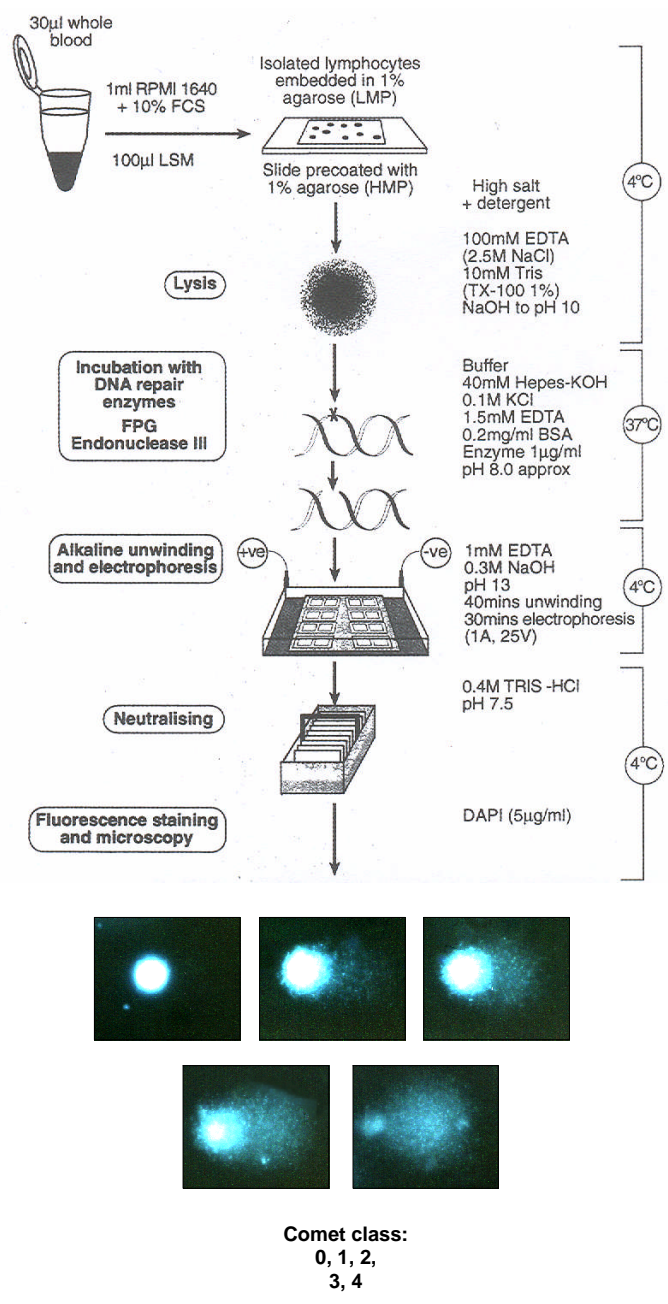 30µl whole
blood
1ml RPMI 1640
+ 10% FCS
100µl LSM
Isolated lymphocytes
embedded in 1%
agarose (LMP)
Slide precoated with
1% agarose (HMP)
4ºC
High salt
+ detergent
Lysis
100mM EDTA
(2.5M NaCl)
10mM Tris
(TX-100 1%)
NaOH to pH 10
Incubation with
DNA repair
enzymes
FPG
Endonuclease III
x
Buffer
40mM Hepes-KOH
0.1M KCl
1.5mM EDTA
0.2mg/ml BSA
Enzyme 1µg/ml
pH 8.0 approx
37ºC
Alkaline unwinding
and electrophoresis
+ve
-ve
1mM EDTA
0.3M NaOH
pH 13
40mins unwinding
30mins electrophoresis
(1A, 25V)
4ºC
Neutralising
0.4M TRIS -HCl
pH 7.5
4ºC
Fluorescence staining
and microscopy
DAPI (5µg/ml)
Comet class:
0, 1, 2,
3, 4